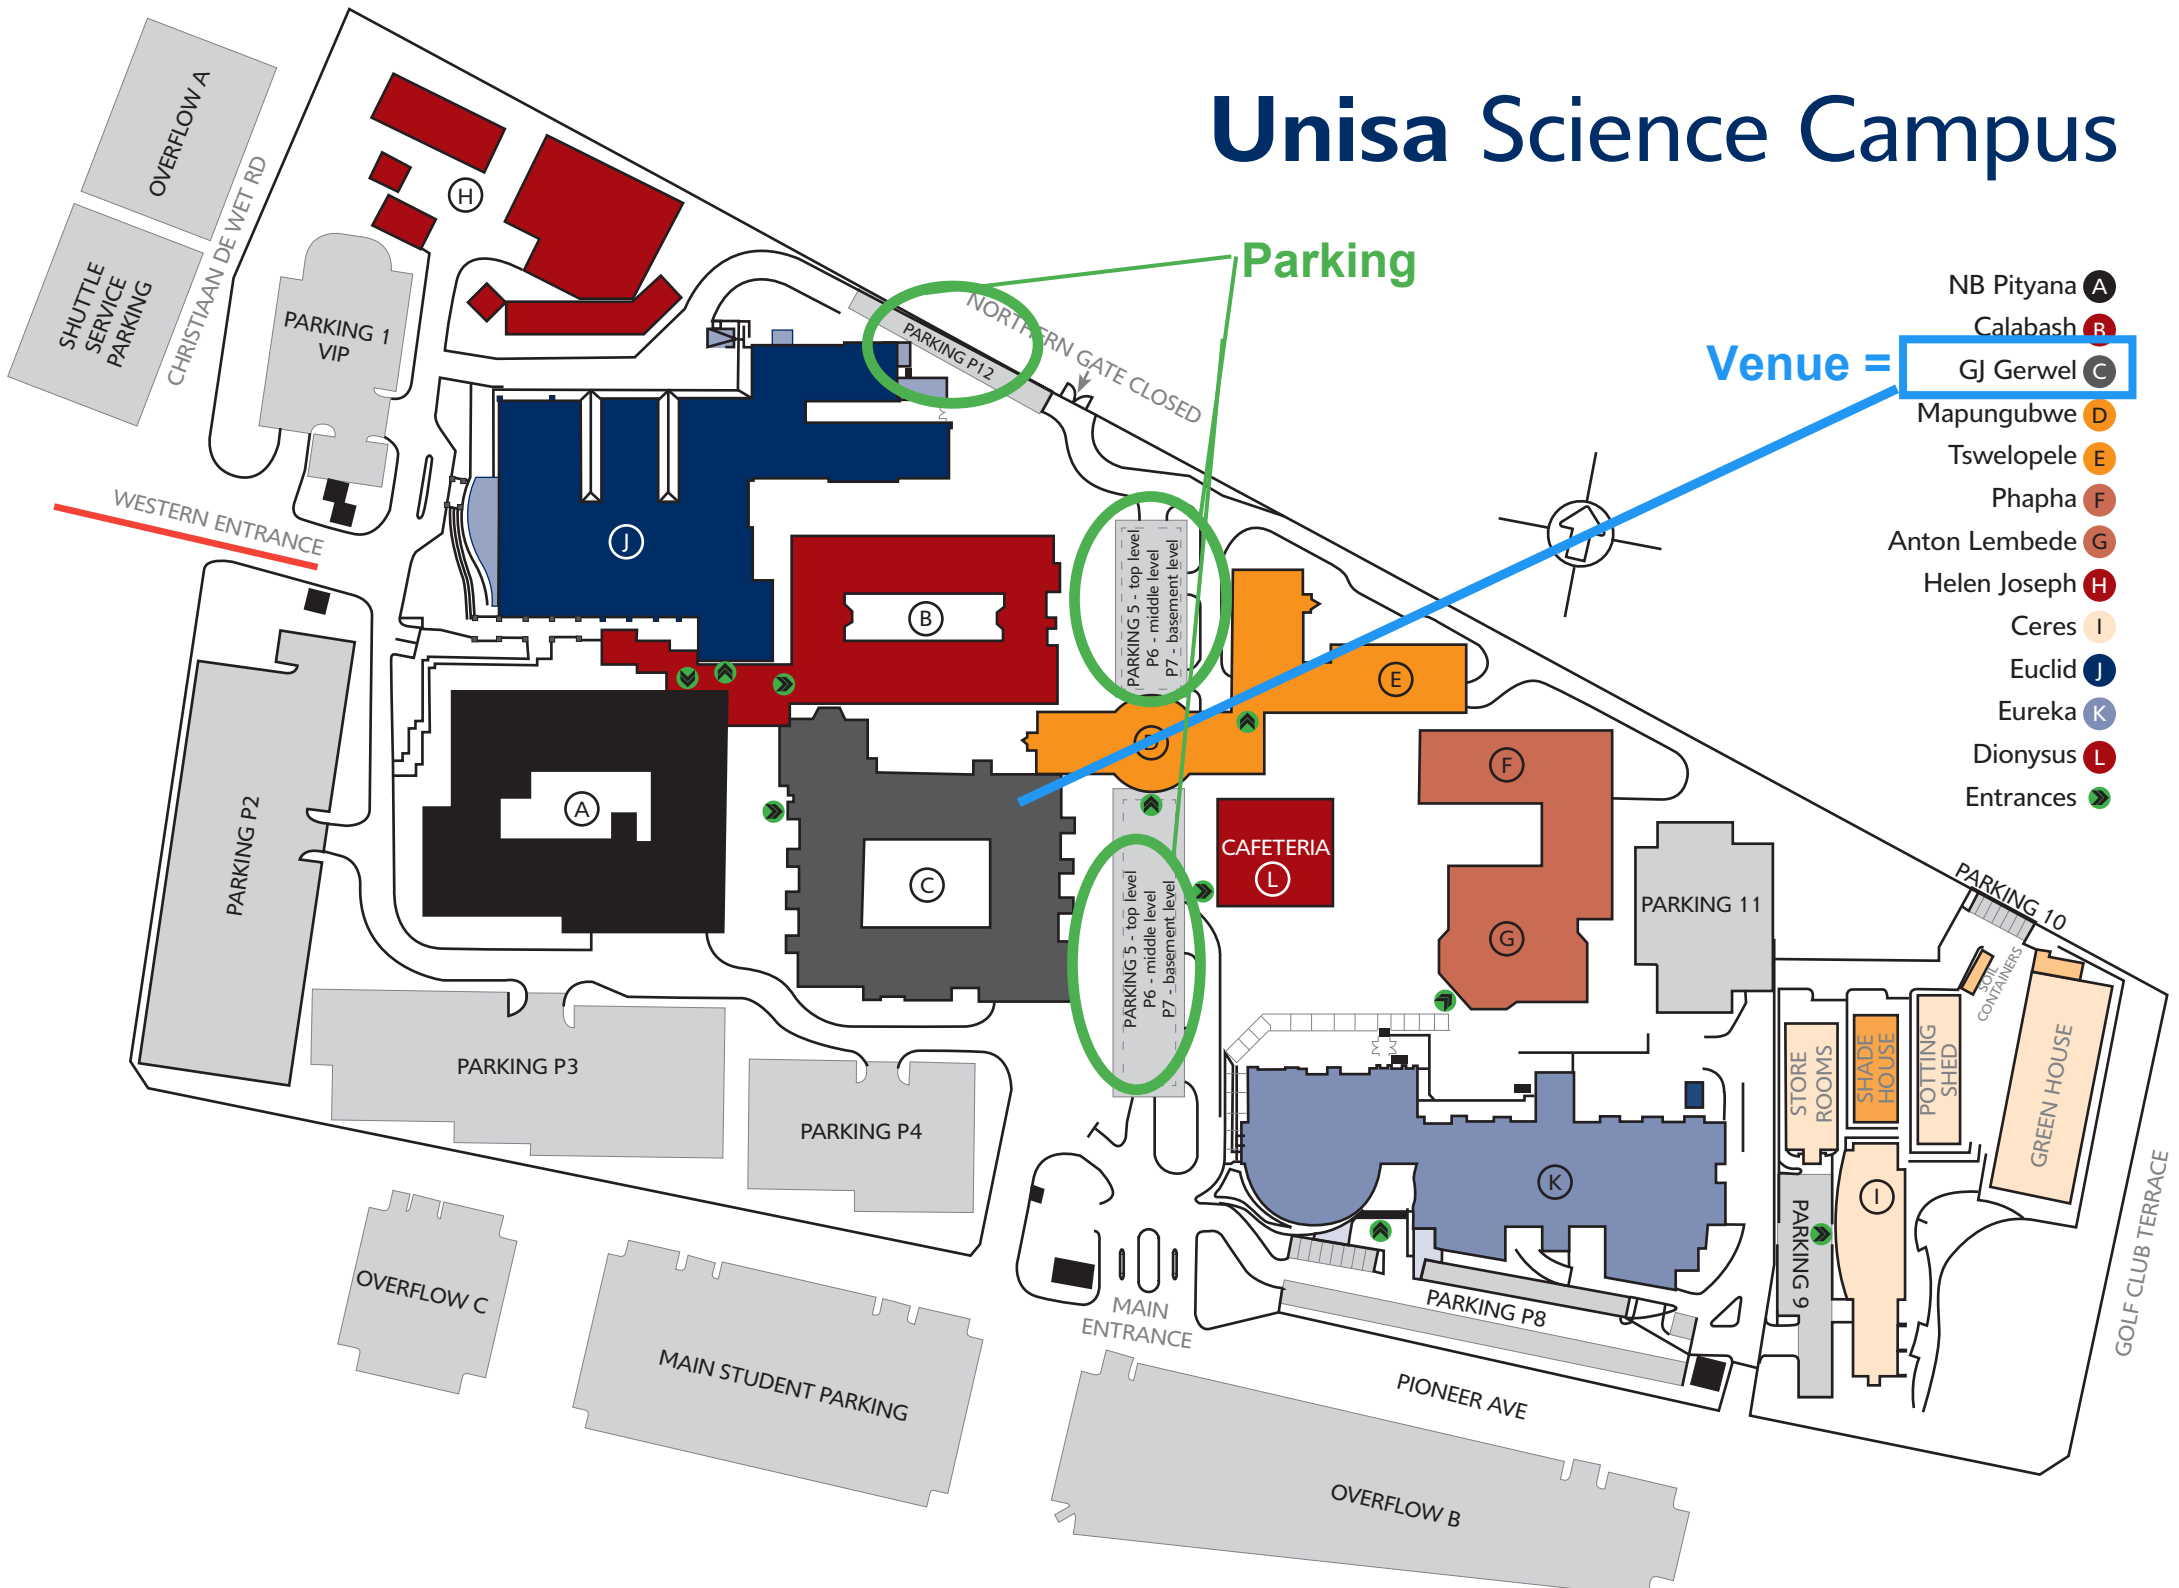 Unisa Science Campus
OVERFLOW A
CHRISTIAAN DE WET RD
SHUTTLE
SERVICE
PARKING
H
PARKING 1
VIP
WESTERN ENTRANCE
Parking
PARKING P12
NORTHERN GATE CLOSED
Venue =
NB Pityana A
Calabash B
GJ Gerwel C
Mapungubwe D
Tswelopele E
Phapha F
Anton Lembede G
Helen Joseph H
Ceres I
Euclid J
Eureka K
Dionysus L
Entrances
J
B
PARKING 5 - top level
P6 - middle level
P7 - basement level
E
D
F
A
C
CAFETERIA
L
G
PARKING 11
PARKING 10
PARKING P2
PARKING 5 - top level
P6 - middle level
P7 - basement level
SOIL
CONTAINERS
STORE
ROOMS
SHADE
HOUSE
POTTING
SHED
GREEN HOUSE
PARKING P3
PARKING P4
K
I
PARKING 9
GOLF CLUB TERRACE
OVERFLOW C
MAIN
ENTRANCE
PARKING P8
MAIN STUDENT PARKING
PIONEER AVE
OVERFLOW B